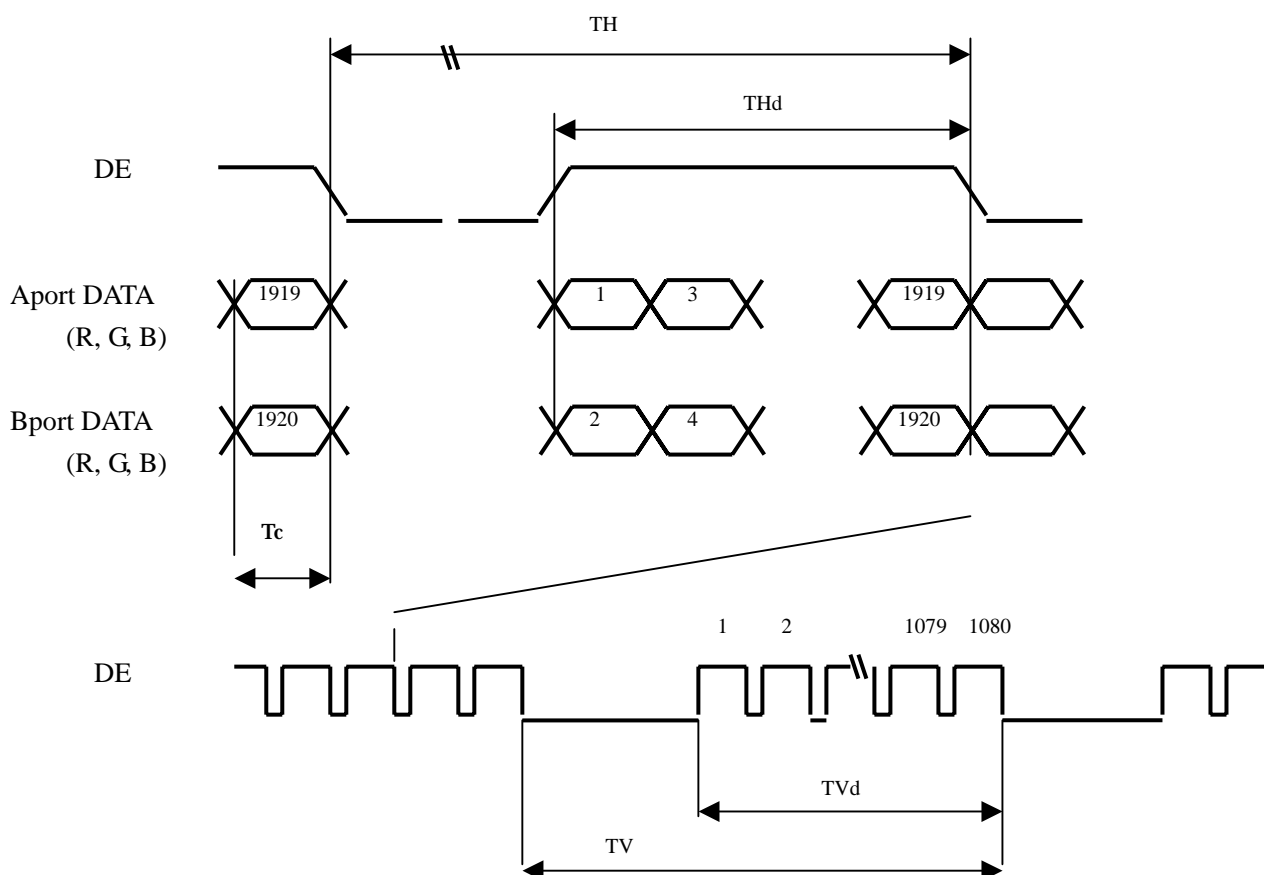 TH
THd
DE
Aport DATA 1919 1 3 1919
(R, G, B)
Bport DATA 1920 2 4 1920
(R, G, B)
Tc
1 2 1079 1080
DE
TVd
TV